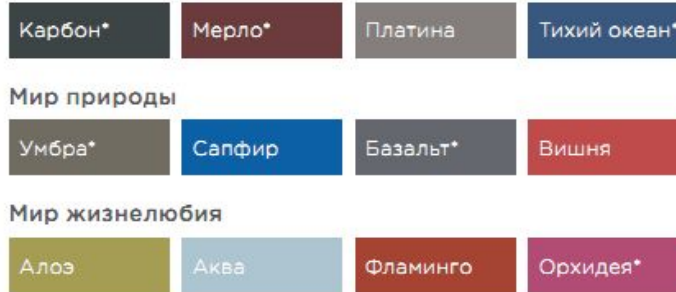 Карбон* Мерло* Платина Тихий океан*
Мир природы
Умбра* Сапфир Базальт* Вишня
Мир жизнелюбия
Алоэ Аква Фламинго Орхидея*